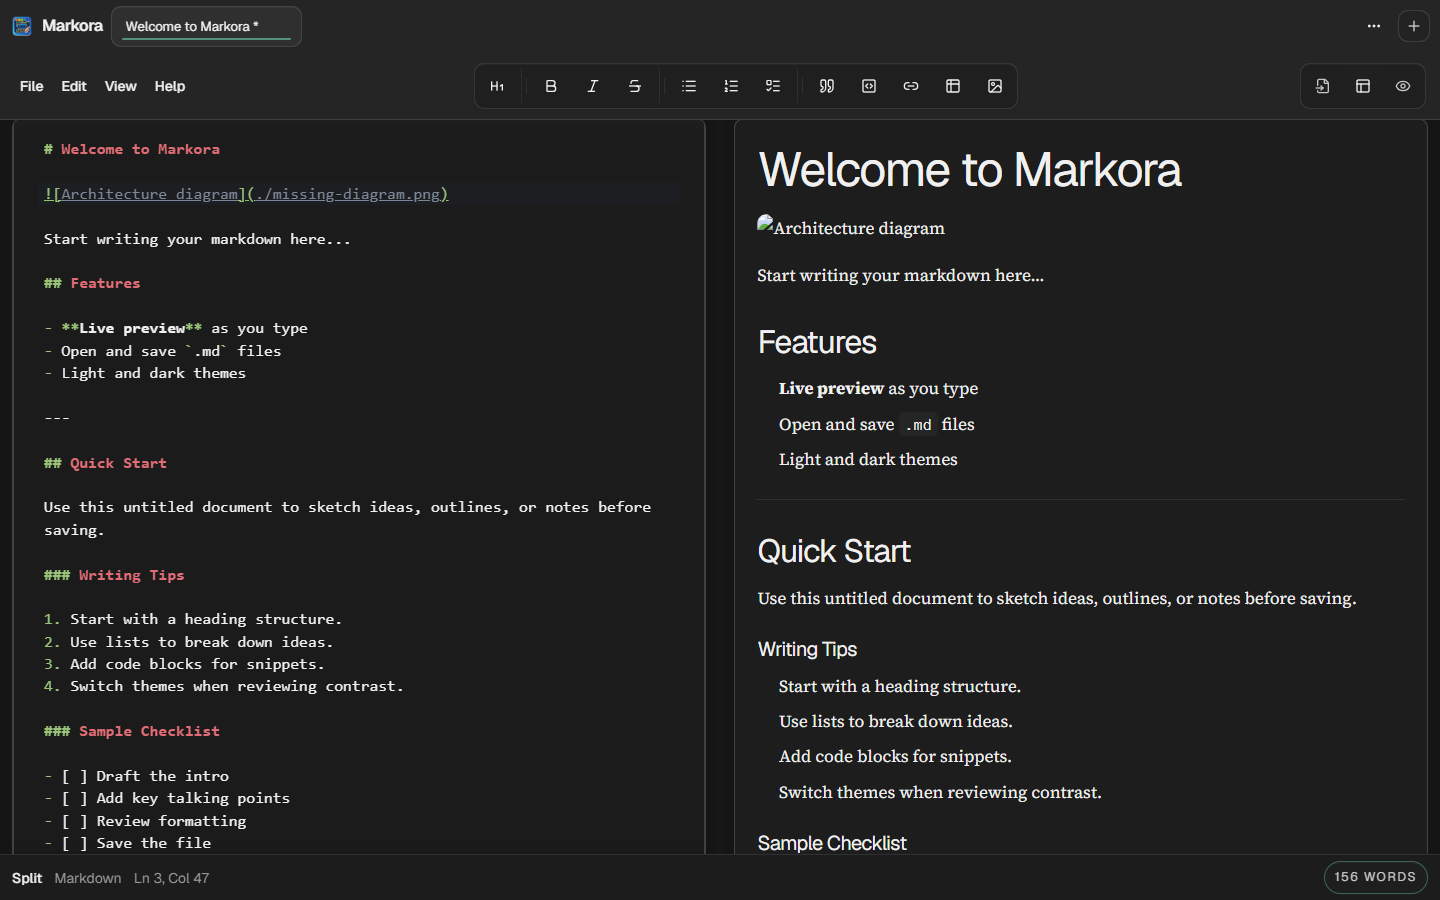 Markora
Welcome to Markora *
File Edit View Help
H1 B I S
# Welcome to Markora
![Architecture diagram](./missing-diagram.png)
Start writing your markdown here...
## Features
- **Live preview** as you type
- Open and save `.md` files
- Light and dark themes
---
## Quick Start
Use this untitled document to sketch ideas, outlines, or notes before
saving.
### Writing Tips
1. Start with a heading structure.
2. Use lists to break down ideas.
3. Add code blocks for snippets.
4. Switch themes when reviewing contrast.
### Sample Checklist
- [ ] Draft the intro
- [ ] Add key talking points
- [ ] Review formatting
- [ ] Save the file
Welcome to Markora
Architecture diagram
Start writing your markdown here...
Features
Live preview as you type
Open and save .md files
Light and dark themes
Quick Start
Use this untitled document to sketch ideas, outlines, or notes before saving.
Writing Tips
Start with a heading structure.
Use lists to break down ideas.
Add code blocks for snippets.
Switch themes when reviewing contrast.
Sample Checklist
Split Markdown Ln 3, Col 47
156 WORDS